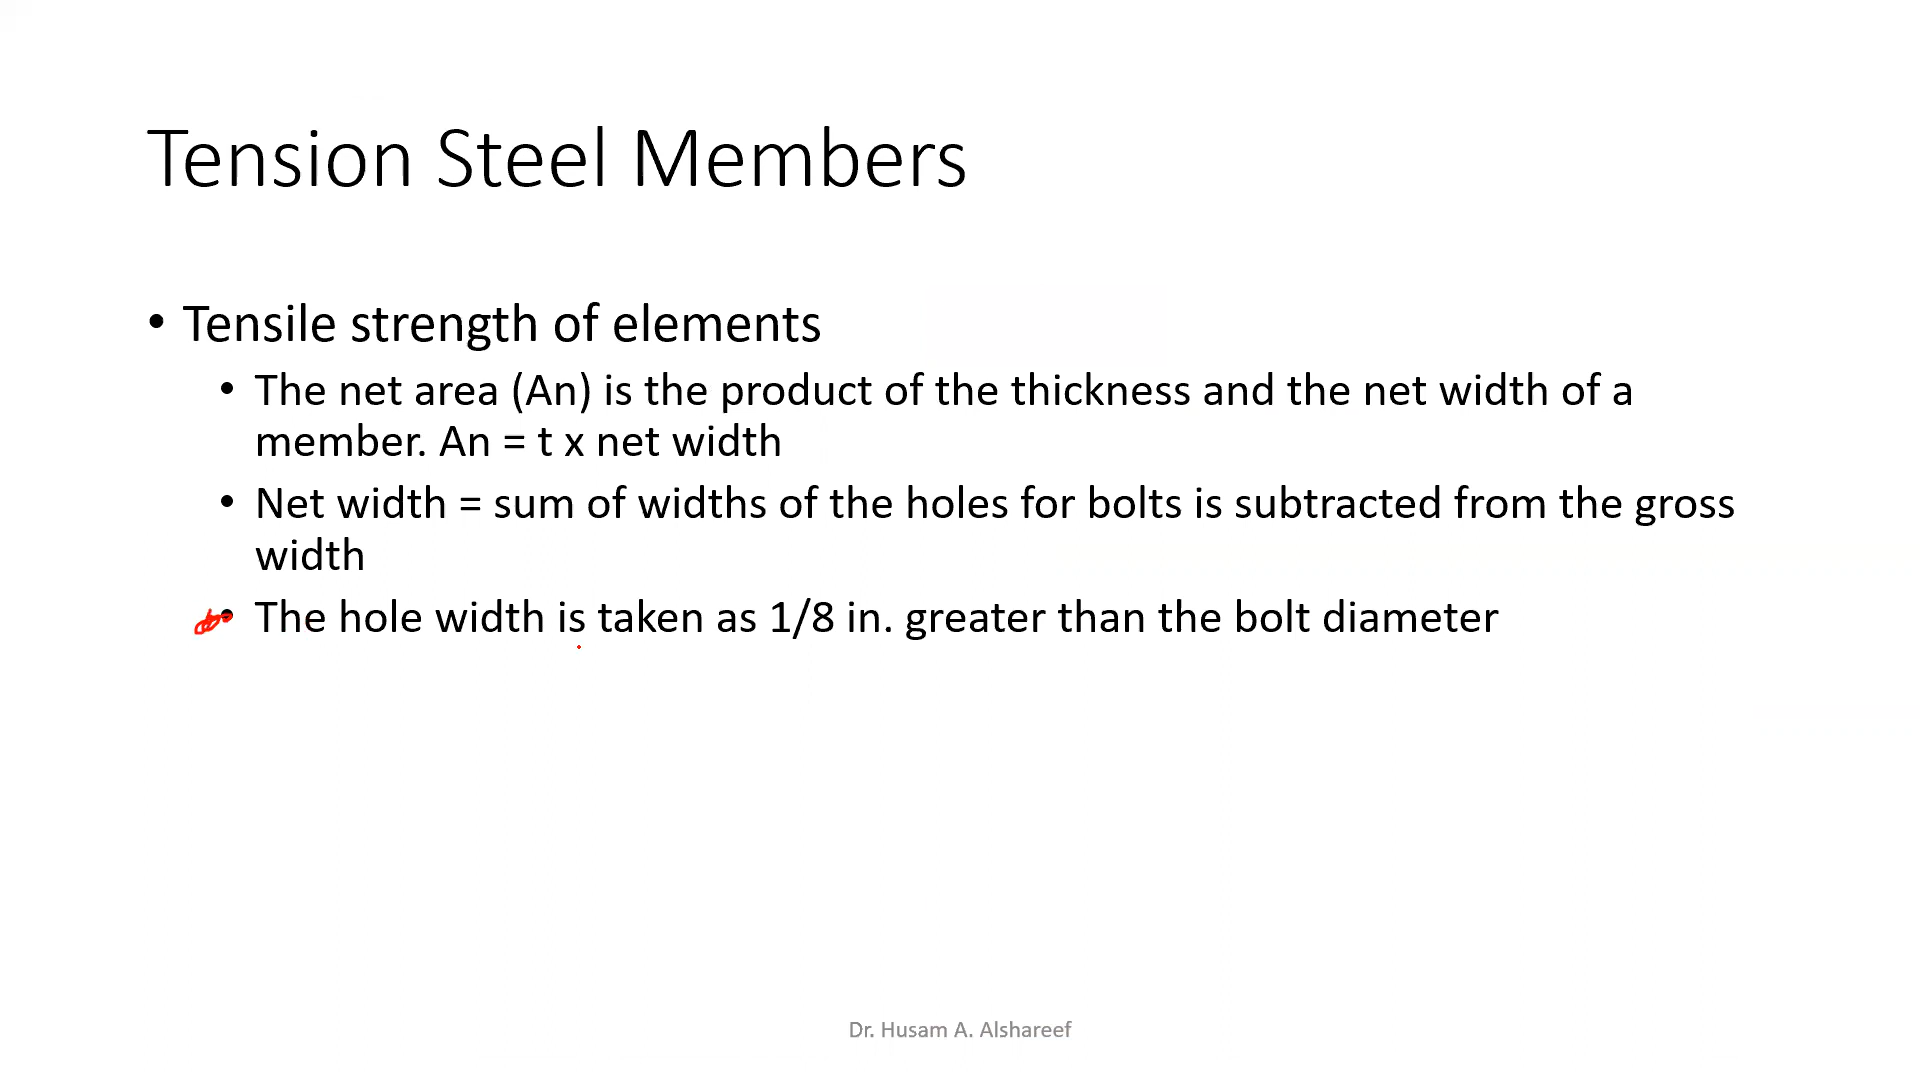 Tension Steel Members
• Tensile strength of elements
• The net area (An) is the product of the thickness and the net width of a
member. An = t x net width
• Net width = sum of widths of the holes for bolts is subtracted from the gross
width
• The hole width is taken as 1/8 in. greater than the bolt diameter
Dr. Husam A. Alshareef